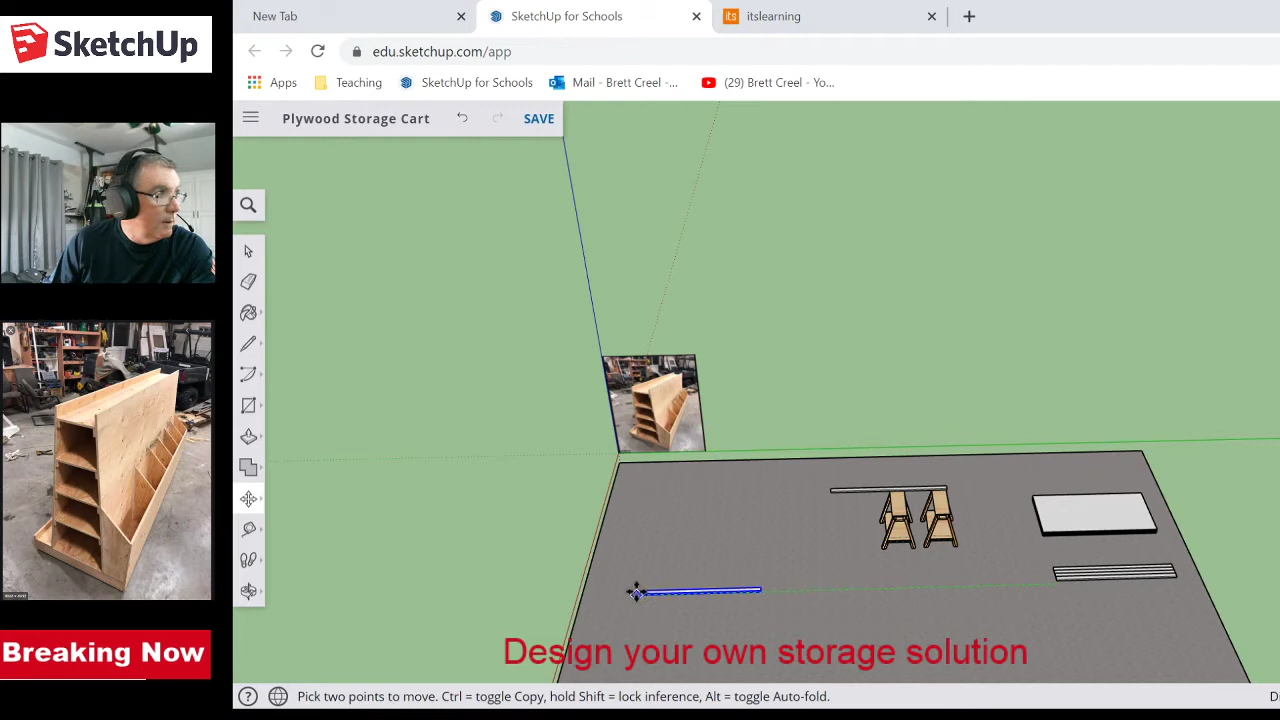 SketchUp
New Tab
SketchUp for Schools
its
itslearning
edu.sketchup.com/app
Apps
Teaching
SketchUp for Schools
Mail - Brett Creel -...
(29) Brett Creel - Yo...
Plywood Storage Cart
SAVE
Breaking Now
Design your own storage solution
Pick two points to move. Ctrl = toggle Copy, hold Shift = lock inference, Alt = toggle Auto-fold.